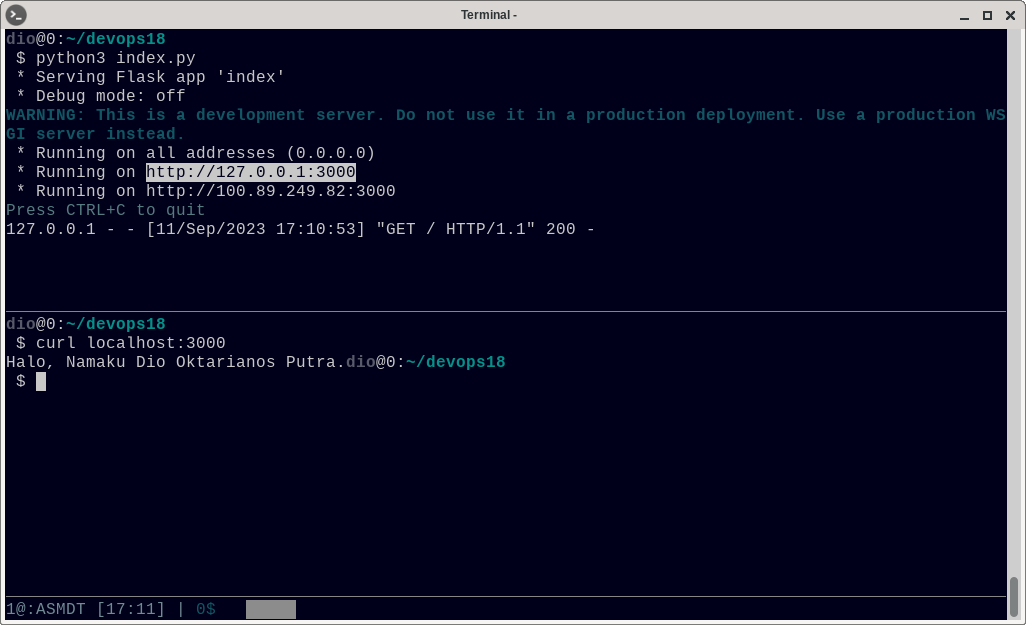 Terminal -
dio@0:~/devops18
$ python3 index.py
* Serving Flask app 'index'
* Debug mode: off
WARNING: This is a development server. Do not use it in a production deployment. Use a production WS
GI server instead.
* Running on all addresses (0.0.0.0)
* Running on http://127.0.0.1:3000
* Running on http://100.89.249.82:3000
Press CTRL+C to quit
127.0.0.1 - - [11/Sep/2023 17:10:53] "GET / HTTP/1.1" 200 -
dio@0:~/devops18
$ curl localhost:3000
Halo, Namaku Dio Oktarianos Putra.dio@0:~/devops18
$
1@:ASMDT [17:11] | 0$